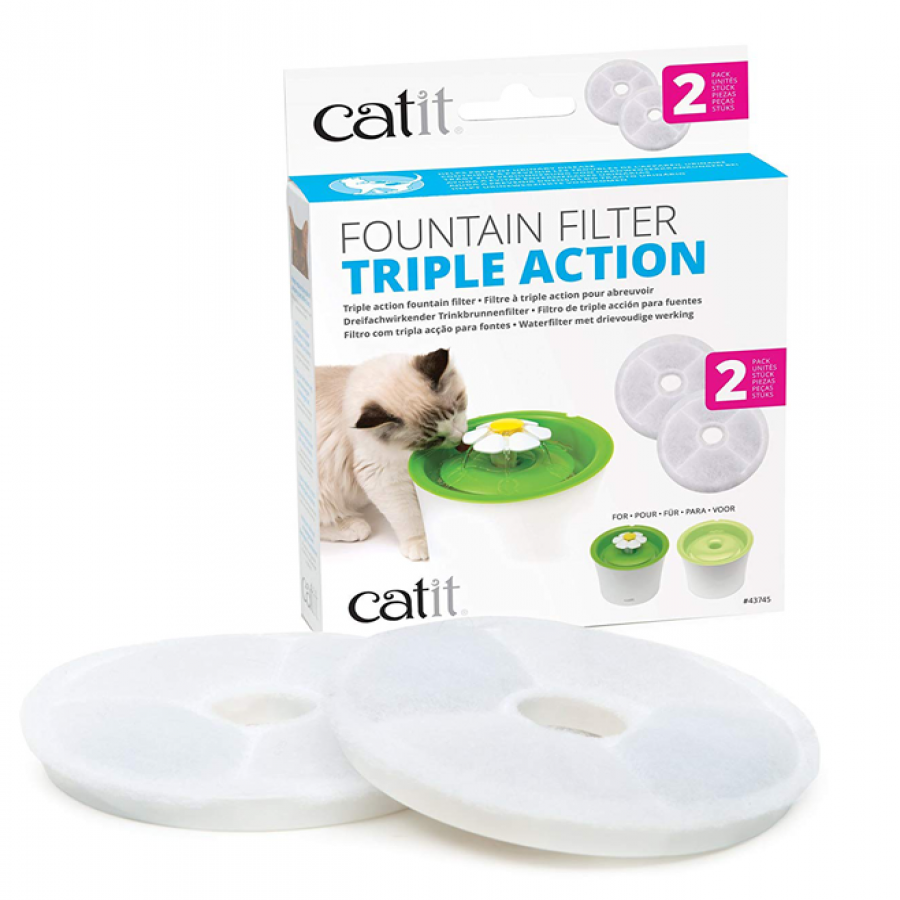 catit®
2 PACK
UNITÉS
STÜCK
PIEZAS
PEÇAS
STUKS
FOUNTAIN FILTER
TRIPLE ACTION
Triple action fountain filter • Filtre à triple action pour abreuvoir
Dreifachwirkender Trinkbrunnenfilter • Filtro de triple acción para fuentes
Filtro com tripla acção para fontes • Waterfilter met drievoudige werking
2 PACK
UNITÉS
STÜCK
PIEZAS
PEÇAS
STUKS
FOR • POUR • FÜR • PARA • VOOR
catit®
#43745